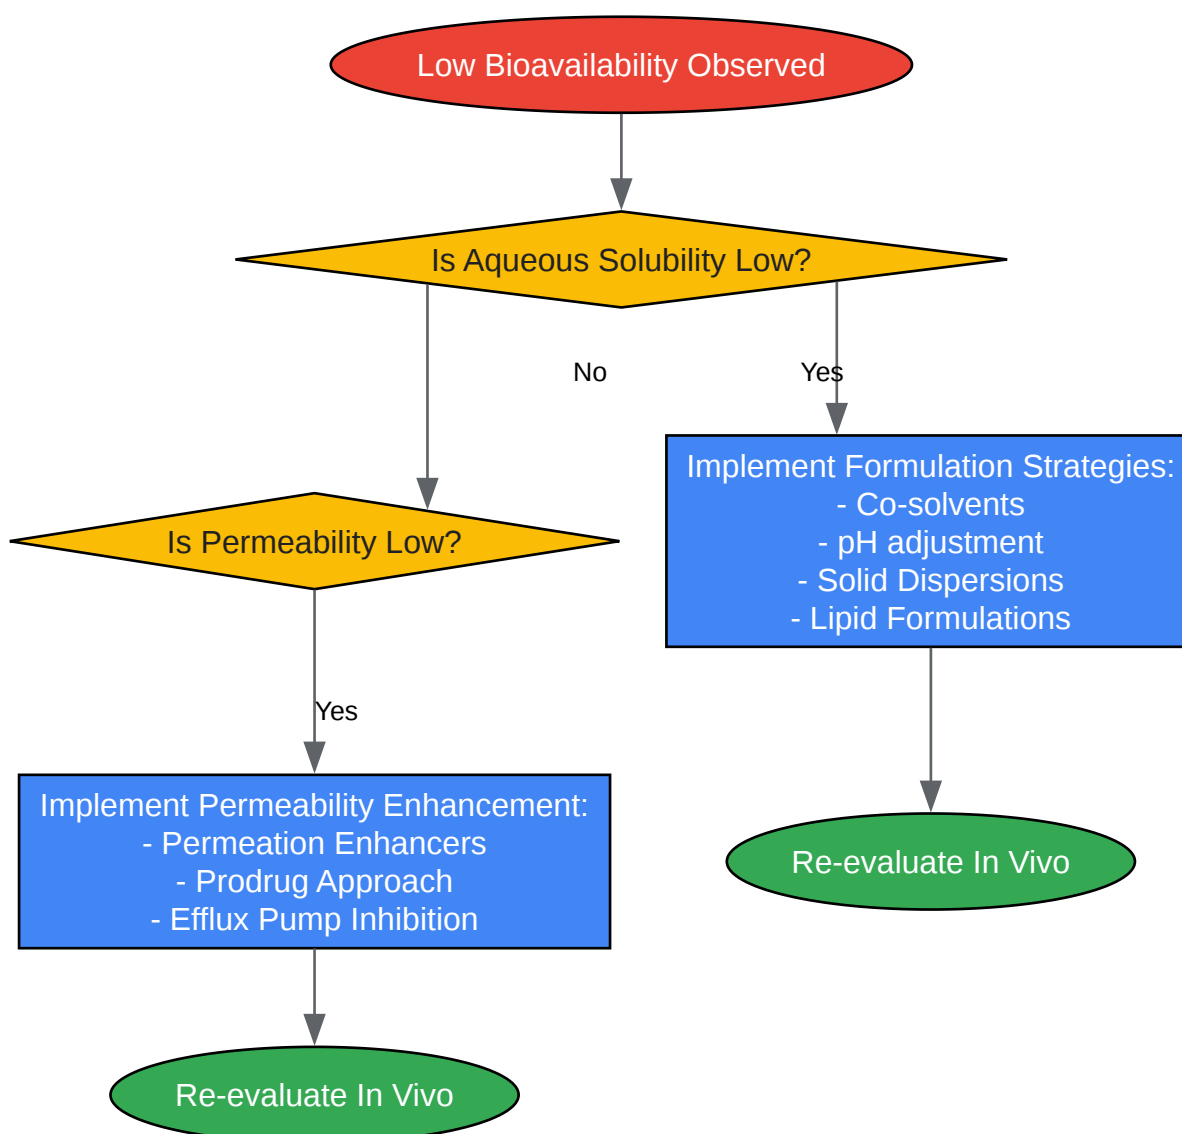 Low Bioavailability Observed
Is Aqueous Solubility Low?
No
Yes
Implement Formulation Strategies:
- Co-solvents
- pH adjustment
- Solid Dispersions
- Lipid Formulations
Is Permeability Low?
Yes
Implement Permeability Enhancement:
- Permeation Enhancers
- Prodrug Approach
- Efflux Pump Inhibition
Re-evaluate In Vivo
Re-evaluate In Vivo